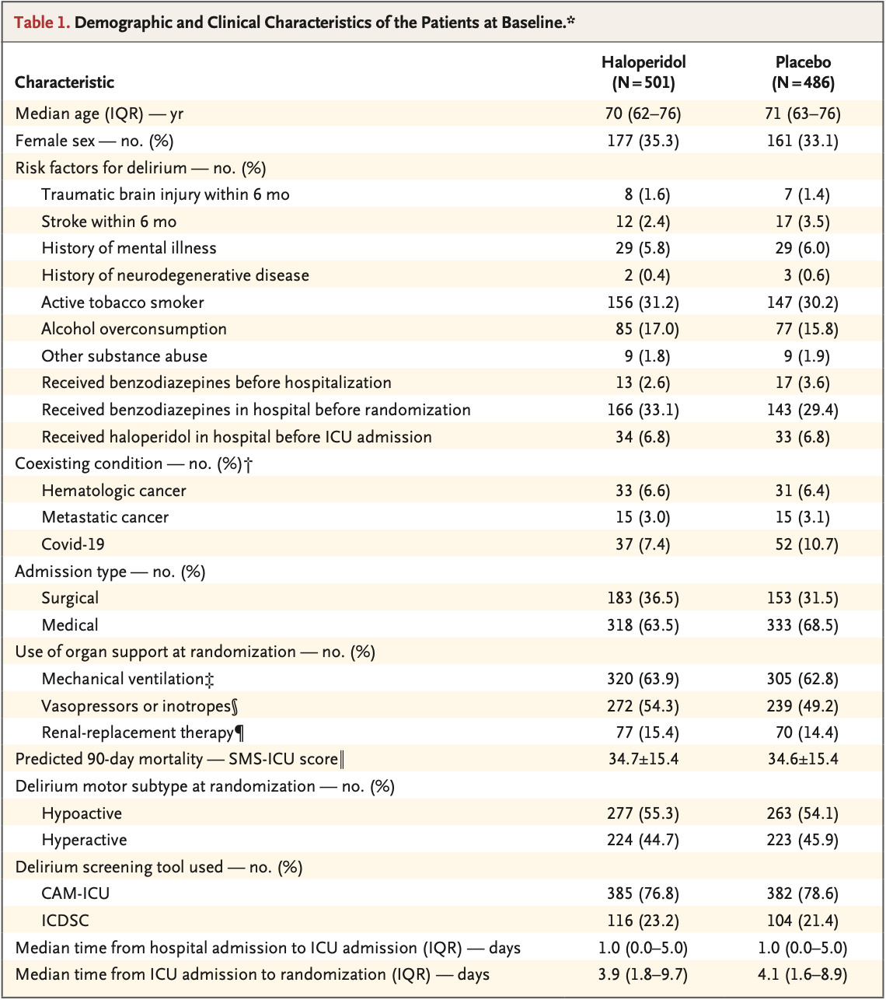 Table 1. Demographic and Clinical Characteristics of the Patients at Baseline.*
Characteristic Haloperidol (N=501) Placebo (N=486)
Median age (IQR) — yr 70 (62–76) 71 (63–76)
Female sex — no. (%) 177 (35.3) 161 (33.1)
Risk factors for delirium — no. (%)
Traumatic brain injury within 6 mo 8 (1.6) 7 (1.4)
Stroke within 6 mo 12 (2.4) 17 (3.5)
History of mental illness 29 (5.8) 29 (6.0)
History of neurodegenerative disease 2 (0.4) 3 (0.6)
Active tobacco smoker 156 (31.2) 147 (30.2)
Alcohol overconsumption 85 (17.0) 77 (15.8)
Other substance abuse 9 (1.8) 9 (1.9)
Received benzodiazepines before hospitalization 13 (2.6) 17 (3.6)
Received benzodiazepines in hospital before randomization 166 (33.1) 143 (29.4)
Received haloperidol in hospital before ICU admission 34 (6.8) 33 (6.8)
Coexisting condition — no. (%)†
Hematologic cancer 33 (6.6) 31 (6.4)
Metastatic cancer 15 (3.0) 15 (3.1)
Covid-19 37 (7.4) 52 (10.7)
Admission type — no. (%)
Surgical 183 (36.5) 153 (31.5)
Medical 318 (63.5) 333 (68.5)
Use of organ support at randomization — no. (%)
Mechanical ventilation‡ 320 (63.9) 305 (62.8)
Vasopressors or inotropes§ 272 (54.3) 239 (49.2)
Renal-replacement therapy¶ 77 (15.4) 70 (14.4)
Predicted 90-day mortality — SMS-ICU score‖ 34.7±15.4 34.6±15.4
Delirium motor subtype at randomization — no. (%)
Hypoactive 277 (55.3) 263 (54.1)
Hyperactive 224 (44.7) 223 (45.9)
Delirium screening tool used — no. (%)
CAM-ICU 385 (76.8) 382 (78.6)
ICDSC 116 (23.2) 104 (21.4)
Median time from hospital admission to ICU admission (IQR) — days 1.0 (0.0–5.0) 1.0 (0.0–5.0)
Median time from ICU admission to randomization (IQR) — days 3.9 (1.8–9.7) 4.1 (1.6–8.9)